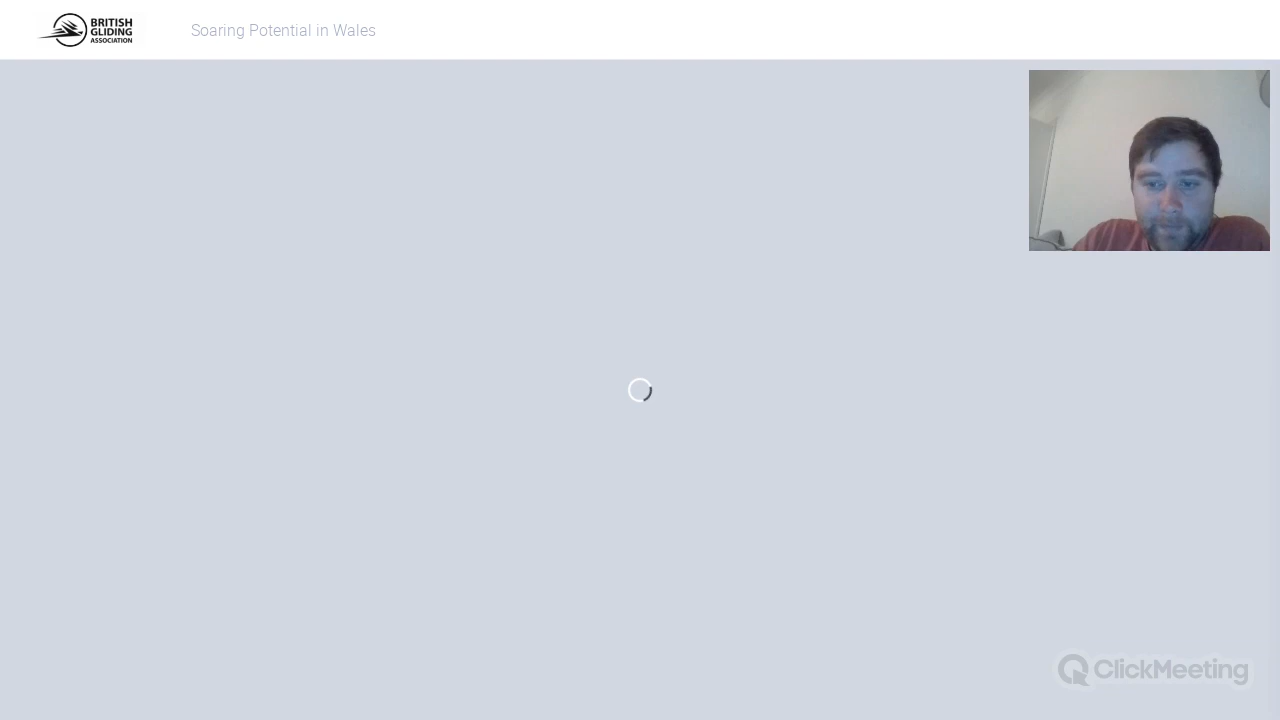 BRITISH
GLIDING
ASSOCIATION
Soaring Potential in Wales
ClickMeeting